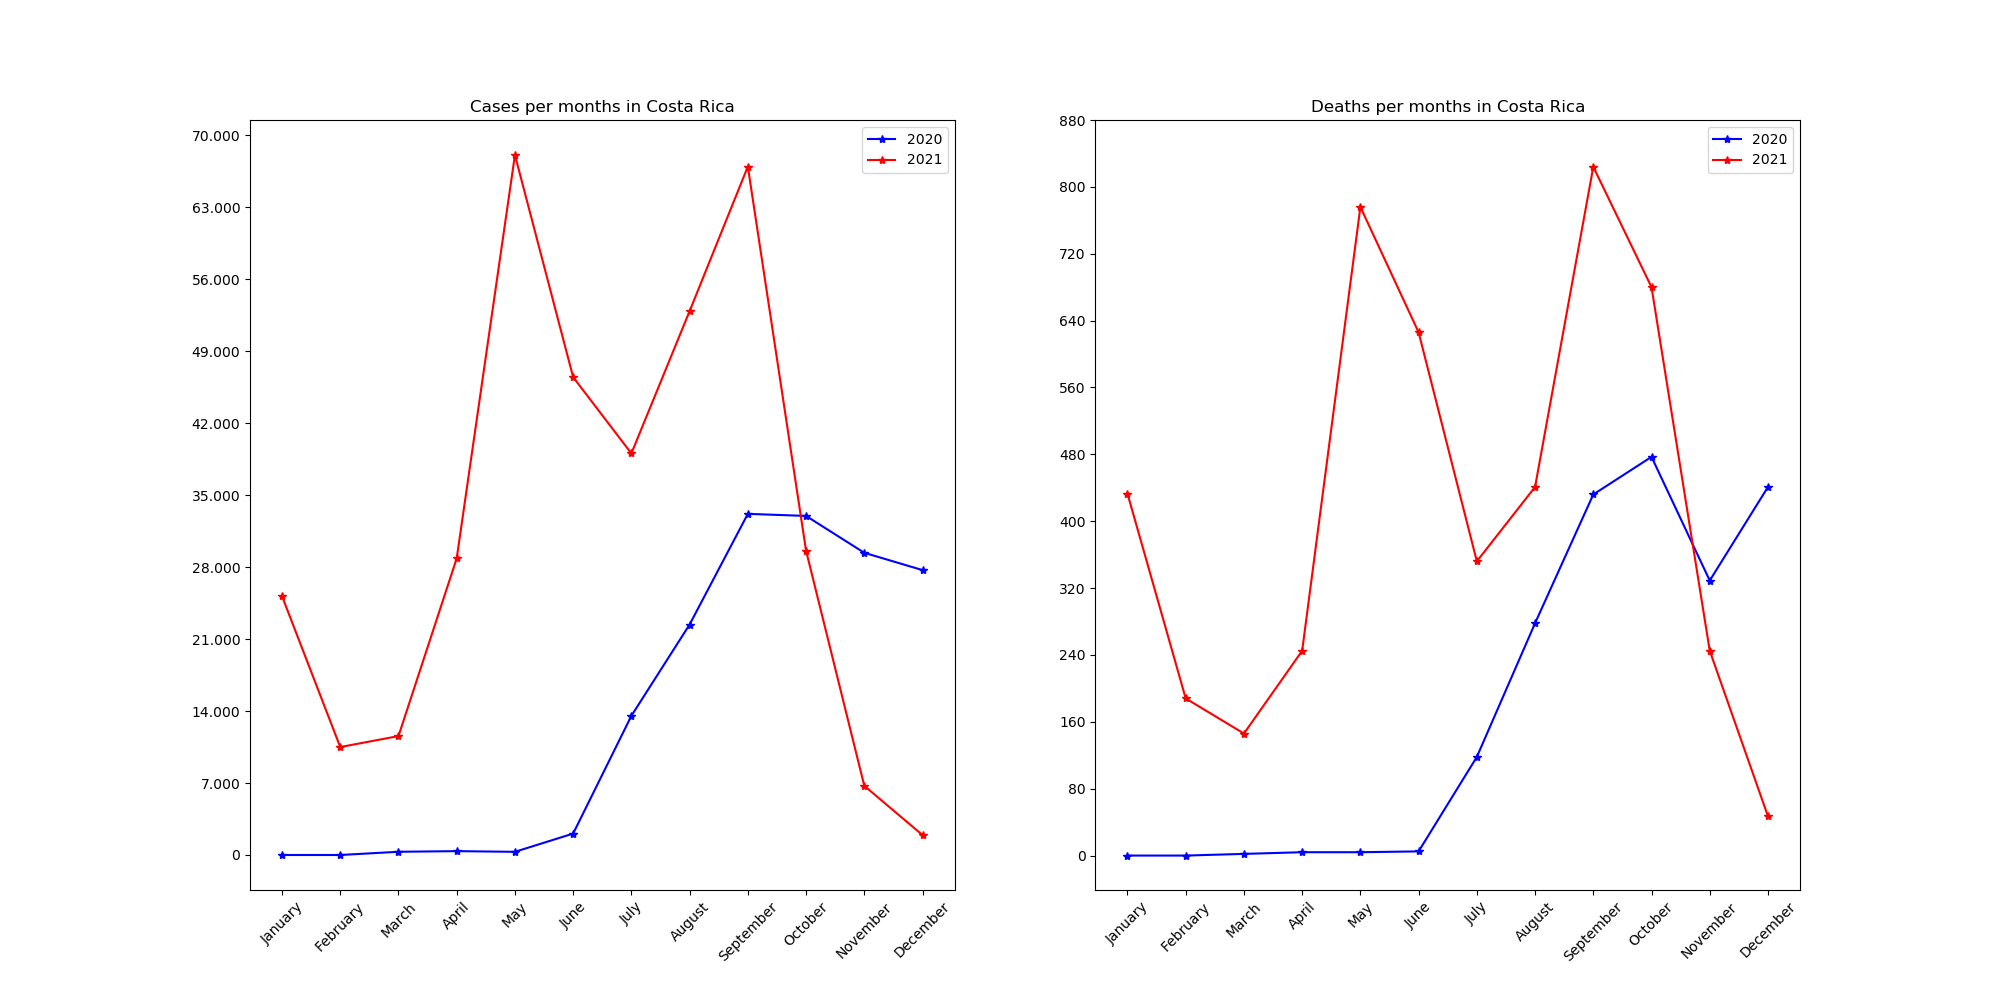 Cases per months in Costa Rica
70.000
63.000
56.000
49.000
42.000
35.000
28.000
21.000
14.000
7.000
0
2020
2021
January
February
March
April
May
June
July
August
September
October
November
December
Deaths per months in Costa Rica
880
800
720
640
560
480
400
320
240
160
80
0
2020
2021
January
February
March
April
May
June
July
August
September
October
November
December